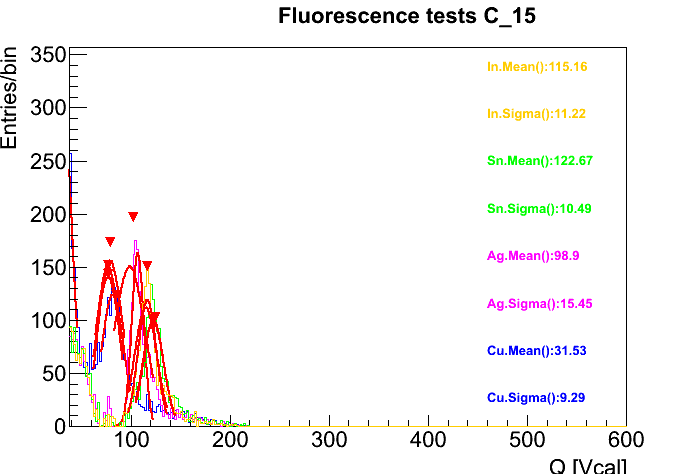 Fluorescence tests C_15
Entries/bin
350
300
250
200
150
100
50
0
In.Mean():115.16
In.Sigma():11.22
Sn.Mean():122.67
Sn.Sigma():10.49
Ag.Mean():98.9
Ag.Sigma():15.45
Cu.Mean():31.53
Cu.Sigma():9.29
100 200 300 400 500 600
Q [Vcal]